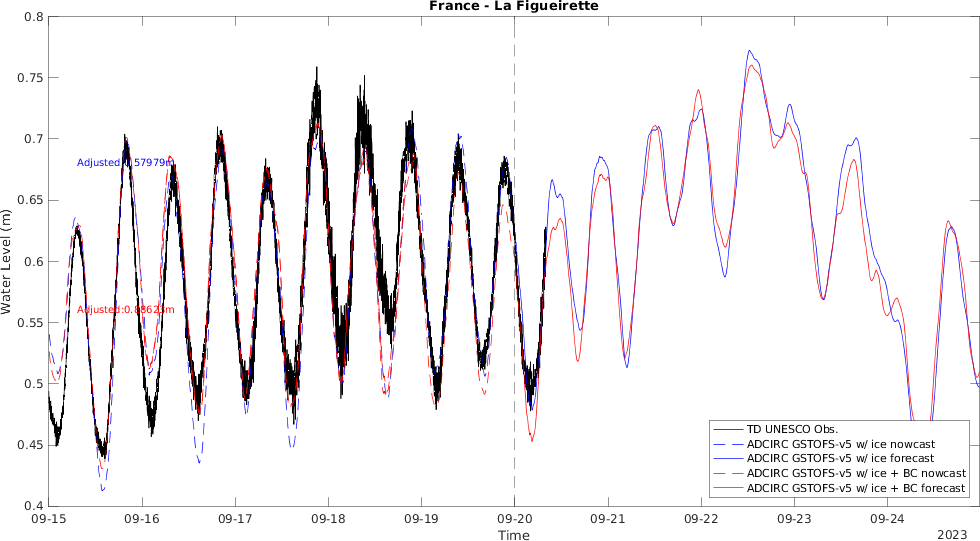 France - La Figueirette
Water Level (m)
0.8
0.75
0.7
0.65
0.6
0.55
0.5
0.45
0.4
Adjusted:
57979m
Adjusted:0.88623m
TD UNESCO Obs.
ADCIRC GSTOFS-v5 w/ ice nowcast
ADCIRC GSTOFS-v5 w/ ice forecast
ADCIRC GSTOFS-v5 w/ ice + BC nowcast
ADCIRC GSTOFS-v5 w/ ice + BC forecast
09-15 09-16 09-17 09-18 09-19 09-20 09-21 09-22 09-23 09-24
Time
2023